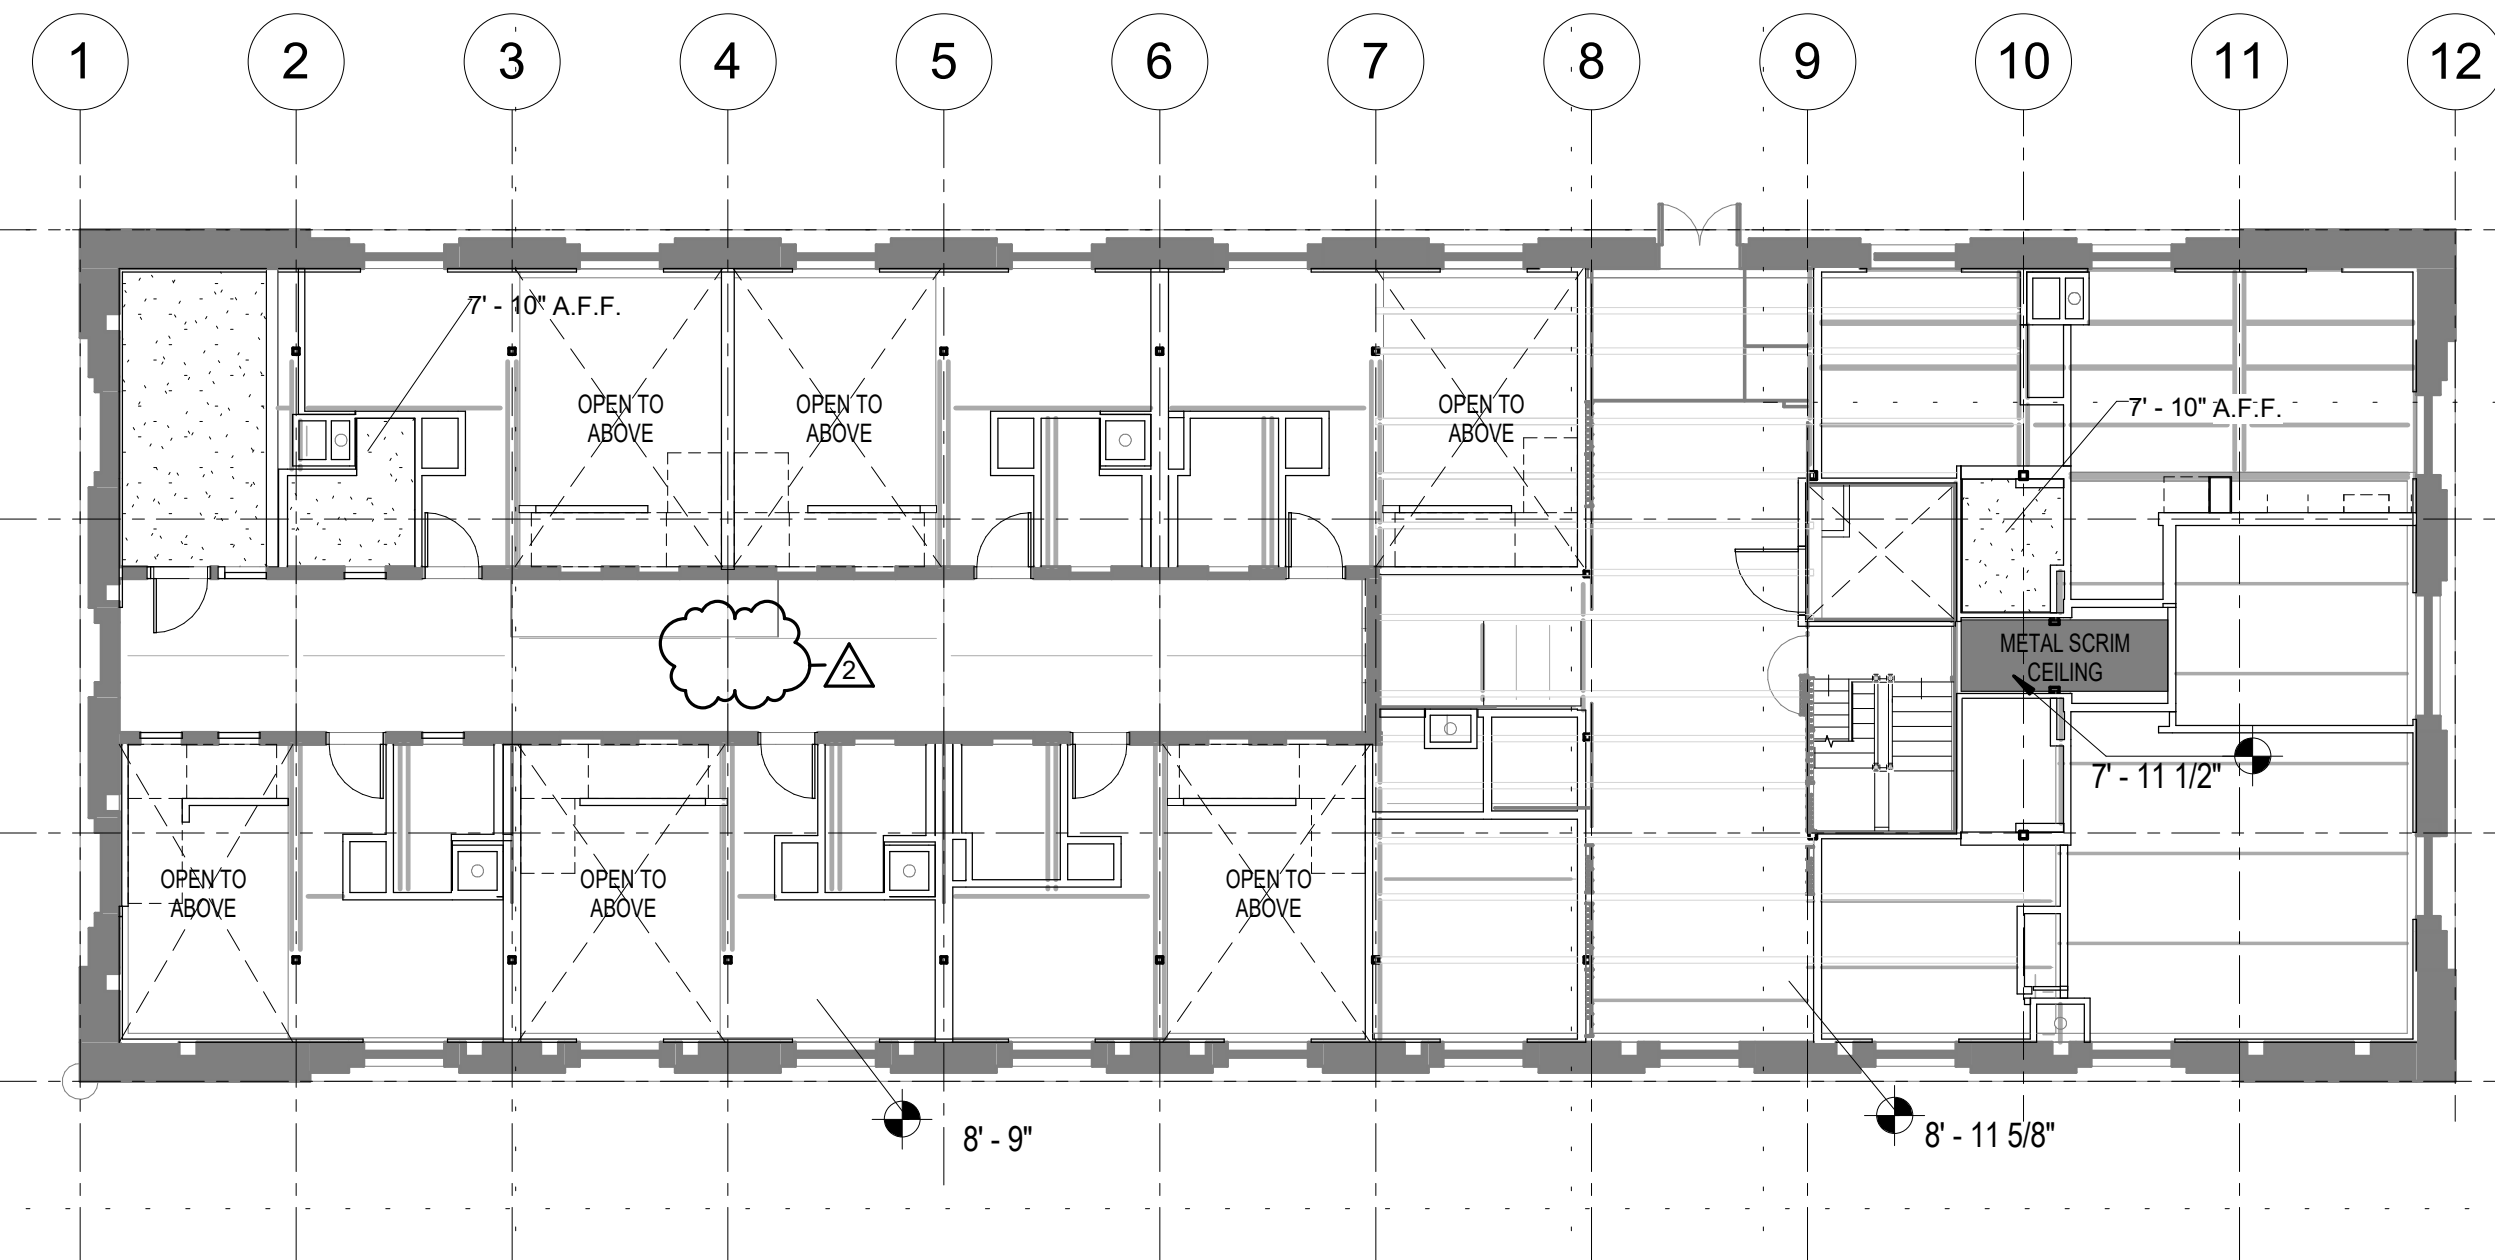 1 2 3 4 5 6 7 8 9 10 11 12
7' - 10" A.F.F.
OPEN TO
ABOVE
OPEN TO
ABOVE
OPEN TO
ABOVE
7' - 10" A.F.F.
2
METAL SCRIM
CEILING
7' - 11 1/2"
OPEN TO
ABOVE
OPEN TO
ABOVE
OPEN TO
ABOVE
8' - 9"
8' - 11 5/8"